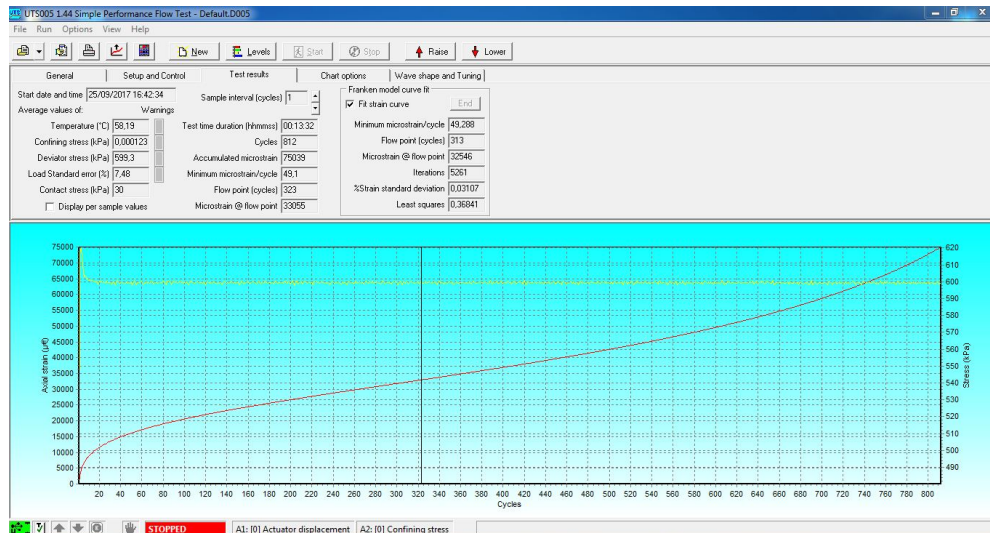 UTS005 1.44 Simple Performance Flow Test - Default.D005
File Run Options View Help
New Levels Start Stop Raise Lower
General Setup and Control Test results Chart options Wave shape and Tuning
Start date and time 25/09/2017 16:42:34
Average values of: Warnings
Temperature (°C) 58,19
Confining stress (kPa) 0,000123
Deviator stress (kPa) 599,3
Load Standard error (%) 7,48
Contact stress (kPa) 30
Display per sample values
Sample interval (cycles) 1
Test time duration (hhmmss) 00:13:32
Cycles 812
Accumulated microstrain 75039
Minimum microstrain/cycle 49,1
Flow point (cycles) 323
Microstrain @ flow point 33055
Franken model curve fit
Fit strain curve End
Minimum microstrain/cycle 49,288
Flow point (cycles) 313
Microstrain @ flow point 32546
Iterations 5261
%Strain standard deviation 0,03107
Least squares 0,36841
Axial strain (µε)
75000
70000
65000
60000
55000
50000
45000
40000
35000
30000
25000
20000
15000
10000
5000
0
20 40 60 80 100 120 140 160 180 200 220 240 260 280 300 320 340 360 380 400 420 440 460 480 500 520 540 560 580 600 620 640 660 680 700 720 740 760 780 800
Cycles
620
610
600
590
580
570
560
550
540
530
520
510
500
490
Stress (kPa)
STOPPED A1: [0] Actuator displacement A2: [0] Confining stress